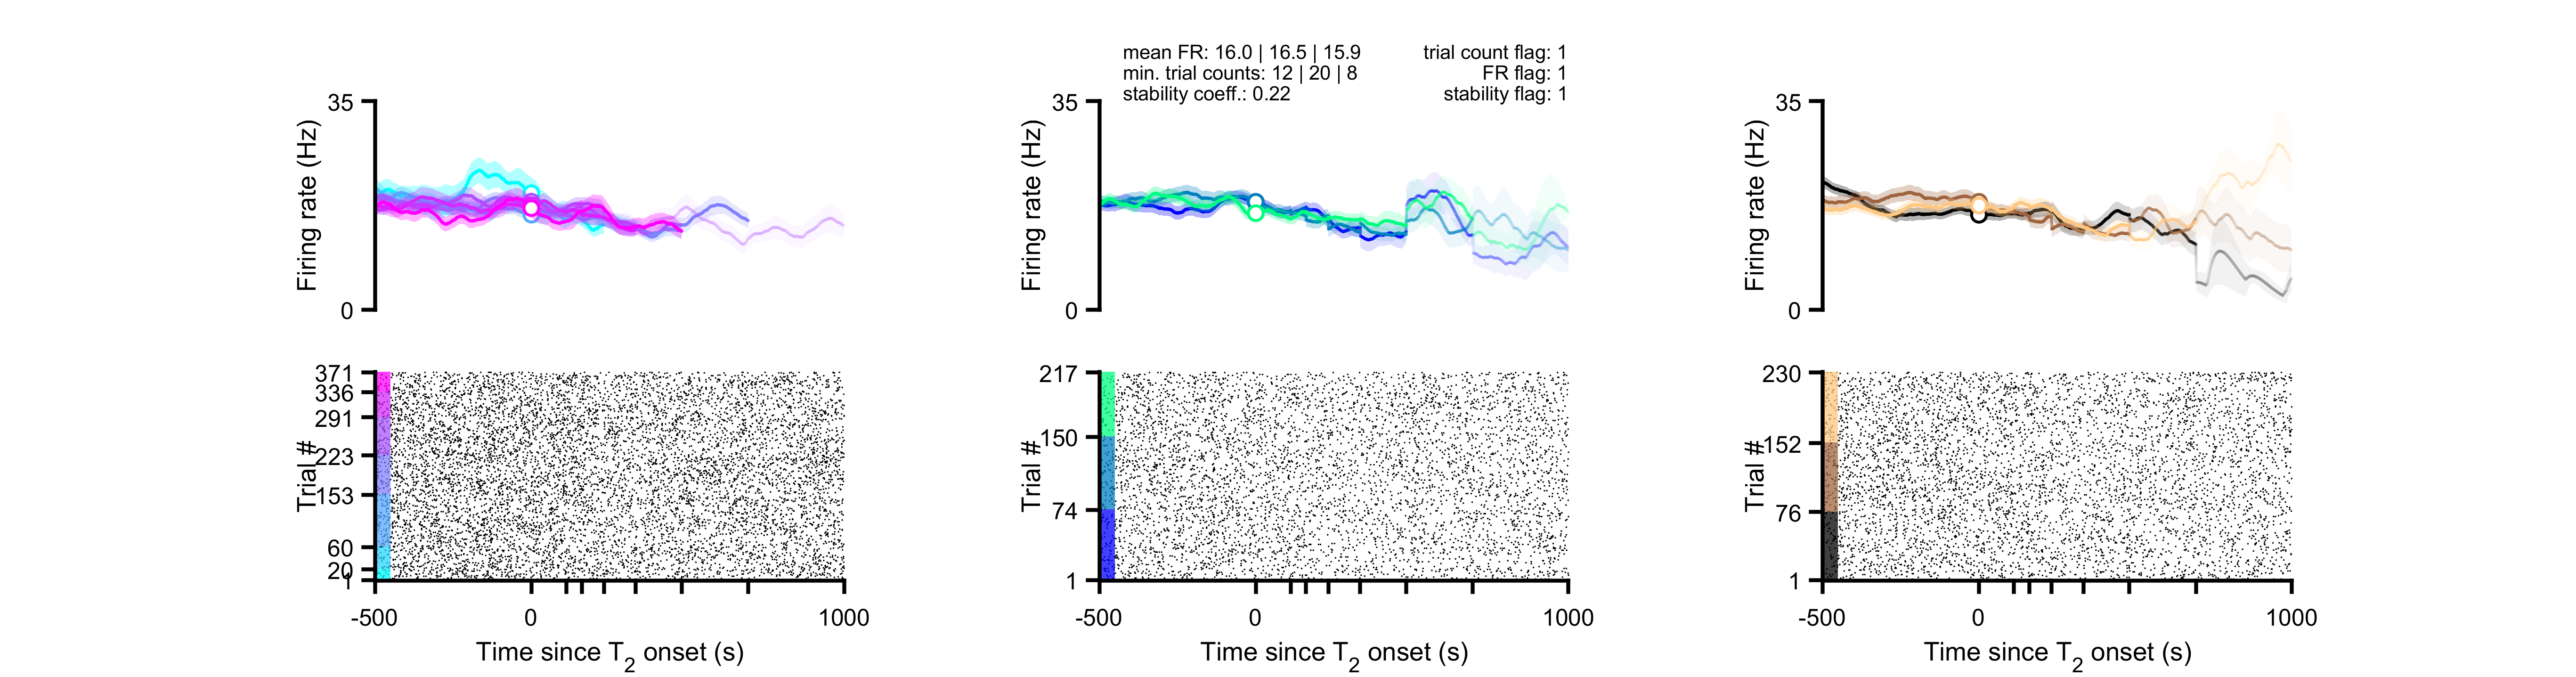 mean FR: 16.0 | 16.5 | 15.9
min. trial counts: 12 | 20 | 8
stability coeff.: 0.22
trial count flag: 1
FR flag: 1
stability flag: 1
35
Firing rate (Hz)
0
35
Firing rate (Hz)
0
35
Firing rate (Hz)
0
371
336
291
223
153
60
20
1
Trial #
-500
0
1000
Time since T2 onset (s)
217
150
74
1
Trial #
-500
0
1000
Time since T2 onset (s)
230
152
76
1
Trial #
-500
0
1000
Time since T2 onset (s)